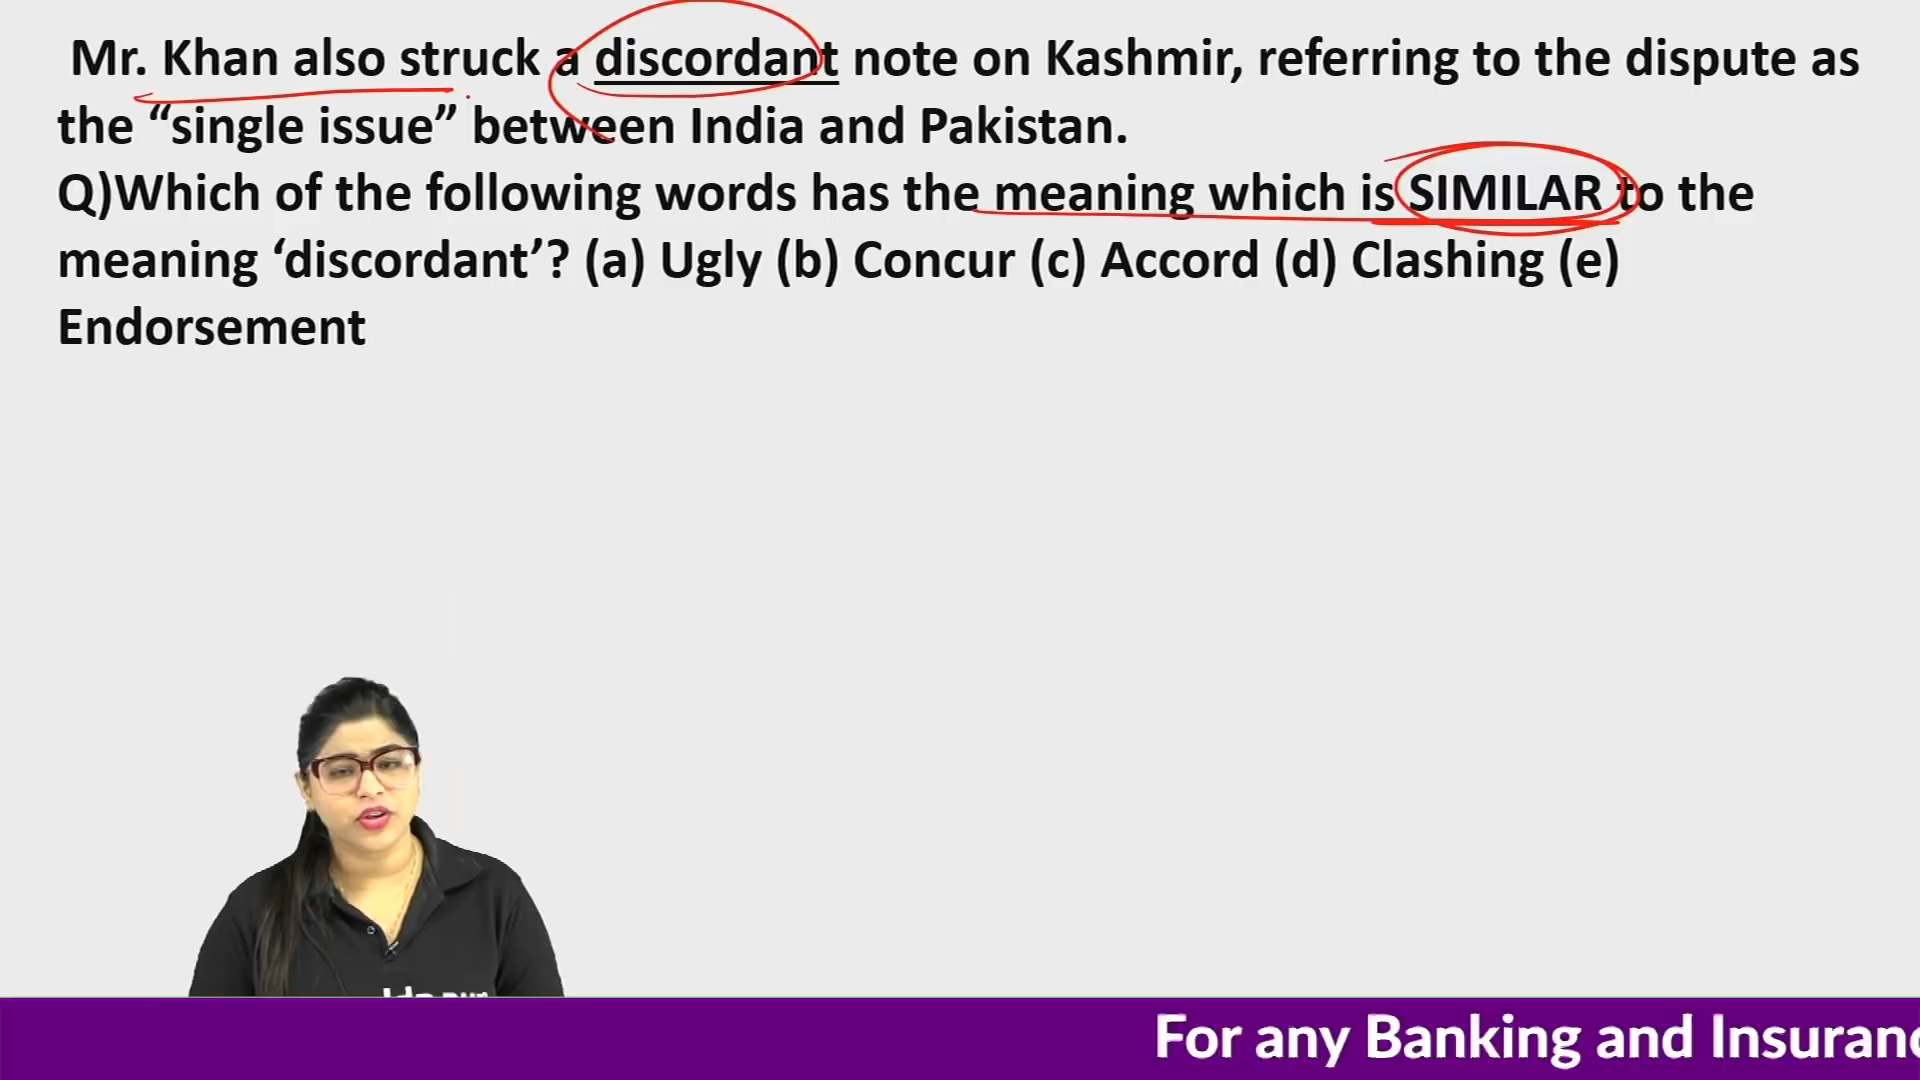 Mr. Khan also struck a discordant note on Kashmir, referring to the dispute as
the “single issue” between India and Pakistan.
Q)Which of the following words has the meaning which is SIMILAR to the
meaning ‘discordant’? (a) Ugly (b) Concur (c) Accord (d) Clashing (e)
Endorsement
For any Banking and Insuranc